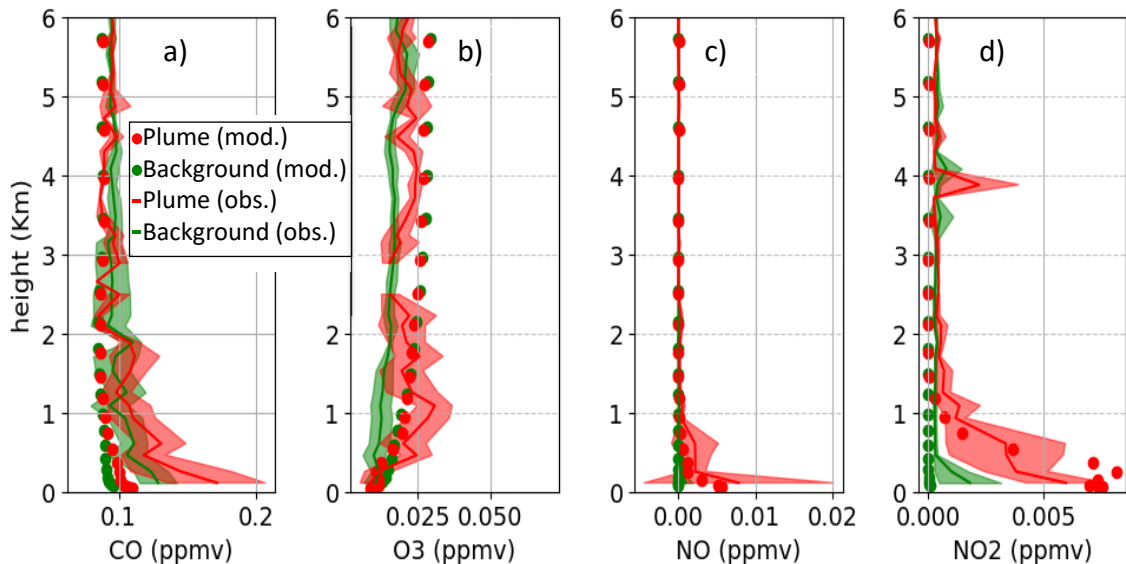 a)
b)
c)
d)
6 6 6 6
5 5 5 5
Plume (mod.)
Background (mod.)
Plume (obs.)
Background (obs.)
4 4 4
3 3 3 3
2 2 2 2
1 1 1 1
0 0 0 0
height (Km)
0.1 0.2
0.025 0.050
0.00 0.01 0.02
0.000 0.005
CO (ppmv)
O3 (ppmv)
NO (ppmv)
NO2 (ppmv)